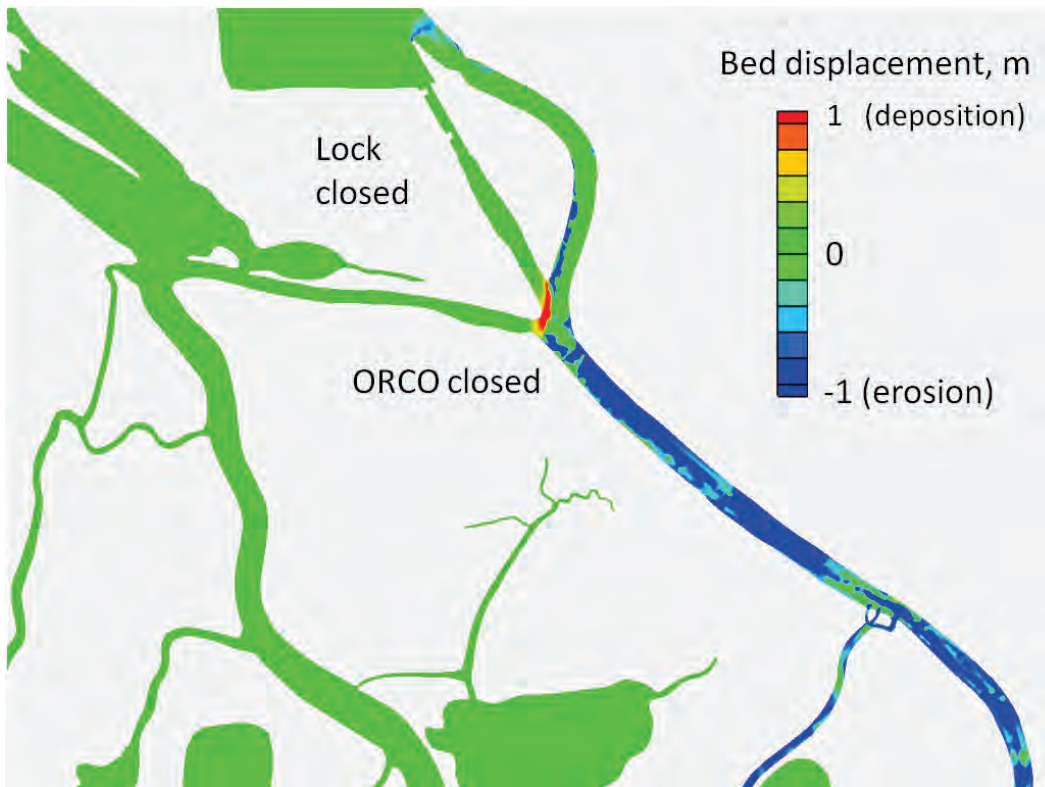 Bed displacement, m
1 (deposition)
Lock
closed
0
ORCO closed
-1 (erosion)